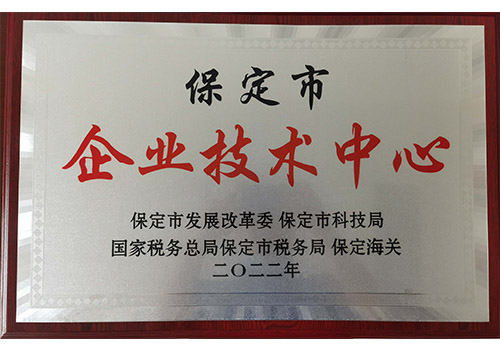 保定市
企业技术中心
保定市发展改革委 保定市科技局
国家税务总局保定市税务局 保定海关
二〇二二年